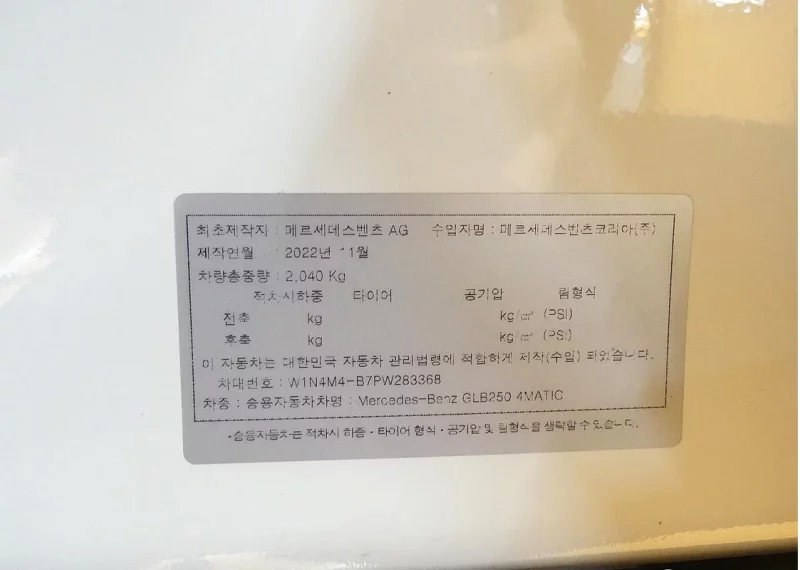 최초제작자 : 메르세데스벤츠 AG 수입자명 : 메르세데스벤츠코리아(주)
제작연월 : 2022년 11월
차량총중량 : 2,040 Kg
적차시하중 타이어 공기압 림형식
전축 kg kg/㎠ (PSI)
후축 kg kg/㎠ (PSI)
이 자동차는 대한민국 자동차 관리법령에 적합하게 제작(수입) 되었습니다.
차대번호 : W1N4M4-B7PW283368
차종 : 승용자동차차명 : Mercedes-Benz GLB250 4MATIC
·승용자동차는 적차시 하중·타이어 형식·공기압 및 림형식을 생략할 수 있습니다.